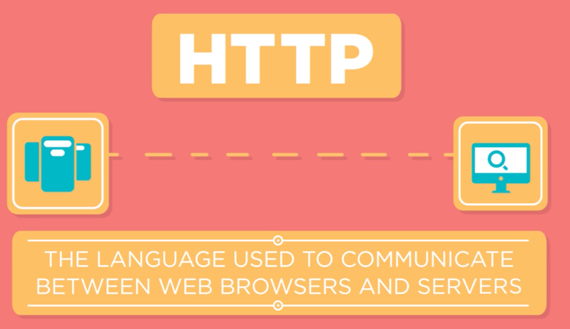 HTTP
THE LANGUAGE USED TO COMMUNICATE
BETWEEN WEB BROWSERS AND SERVERS